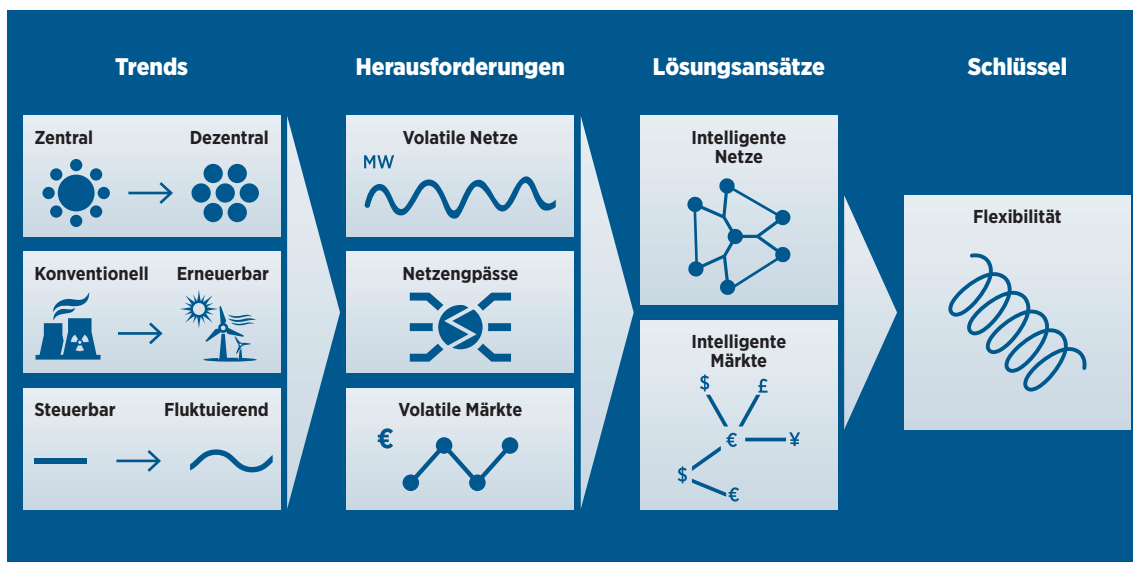 Trends
Herausforderungen
Lösungsansätze
Schlüssel
Zentral
Dezentral
Konventionell
Erneuerbar
Steuerbar
Fluktuierend
Volatile Netze
MW
Netzengpässe
Volatile Märkte
€
Intelligente
Netze
Intelligente
Märkte
$
£
€
¥
$
€
Flexibilität